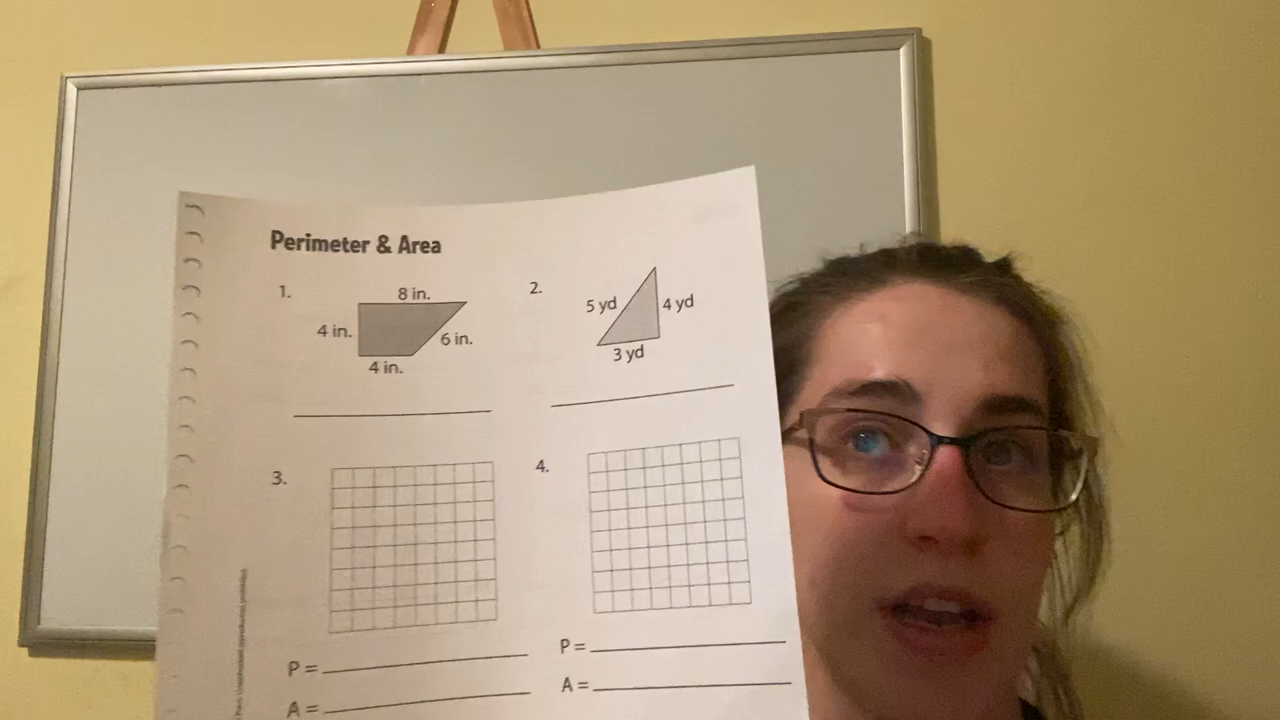 Perimeter & Area
1.
8 in.
4 in.
6 in.
4 in.
2.
5 yd
4 yd
3 yd
3.
4.
P =
A =
P =
A =